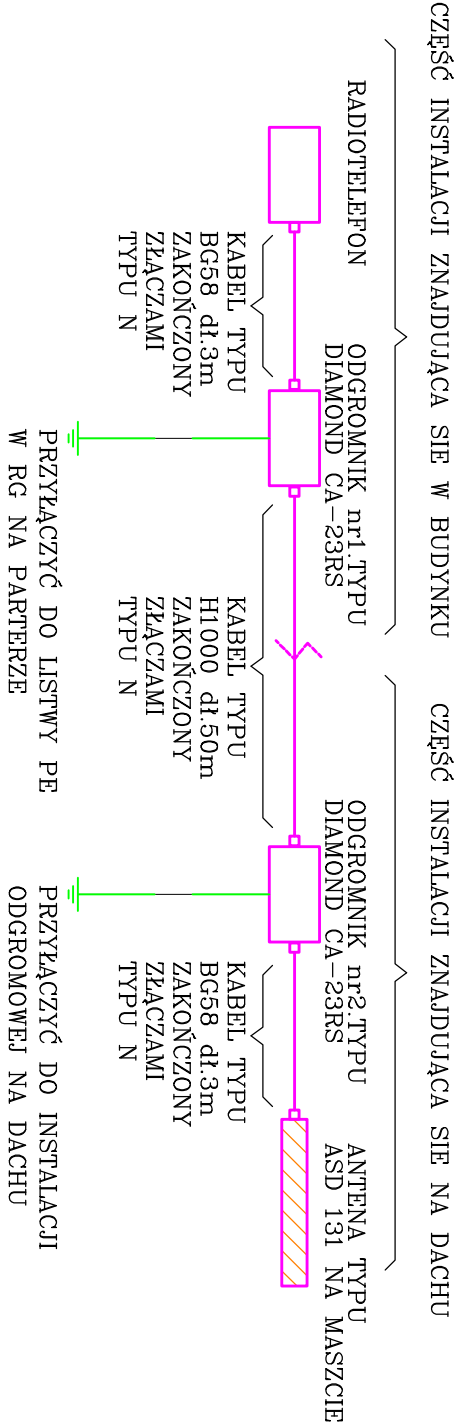 CZĘŚĆ INSTALACJI ZNAJDUJĄCA SIE W BUDYNKU
CZĘŚĆ INSTALACJI ZNAJDUJĄCA SIE NA DACHU
RADIOTELEFON
ODGROMNIK nr1.TYPU
DIAMOND CA-23RS
ODGROMNIK nr2.TYPU
DIAMOND CA-23RS
ANTENA TYPU
ASD 131 NA MASZCIE
KABEL TYPU
BG58 dł.3m
ZAKOŃCZONY
ZŁĄCZAMI
TYPU N
KABEL TYPU
H1000 dł.50m
ZAKOŃCZONY
ZŁĄCZAMI
TYPU N
KABEL TYPU
BG58 dł.3m
ZAKOŃCZONY
ZŁĄCZAMI
TYPU N
PRZYŁĄCZYĆ DO LISTWY PE
W RG NA PARTERZE
PRZYŁĄCZYĆ DO INSTALACJI
ODGROMOWEJ NA DACHU